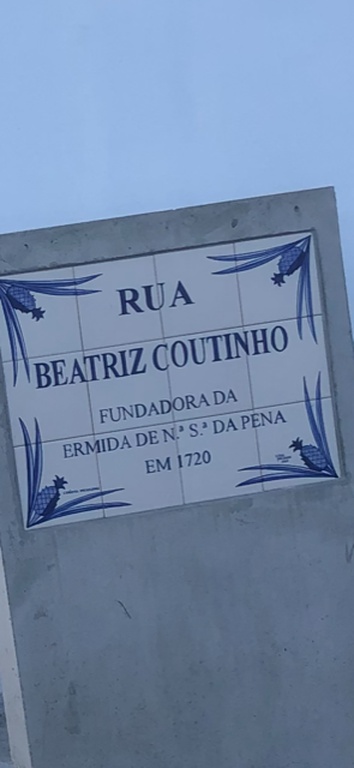 RUA
BEATRIZ COUTINHO
FUNDADORA DA
ERMIDA DE N.ª S.ª DA PENA
EM 1720